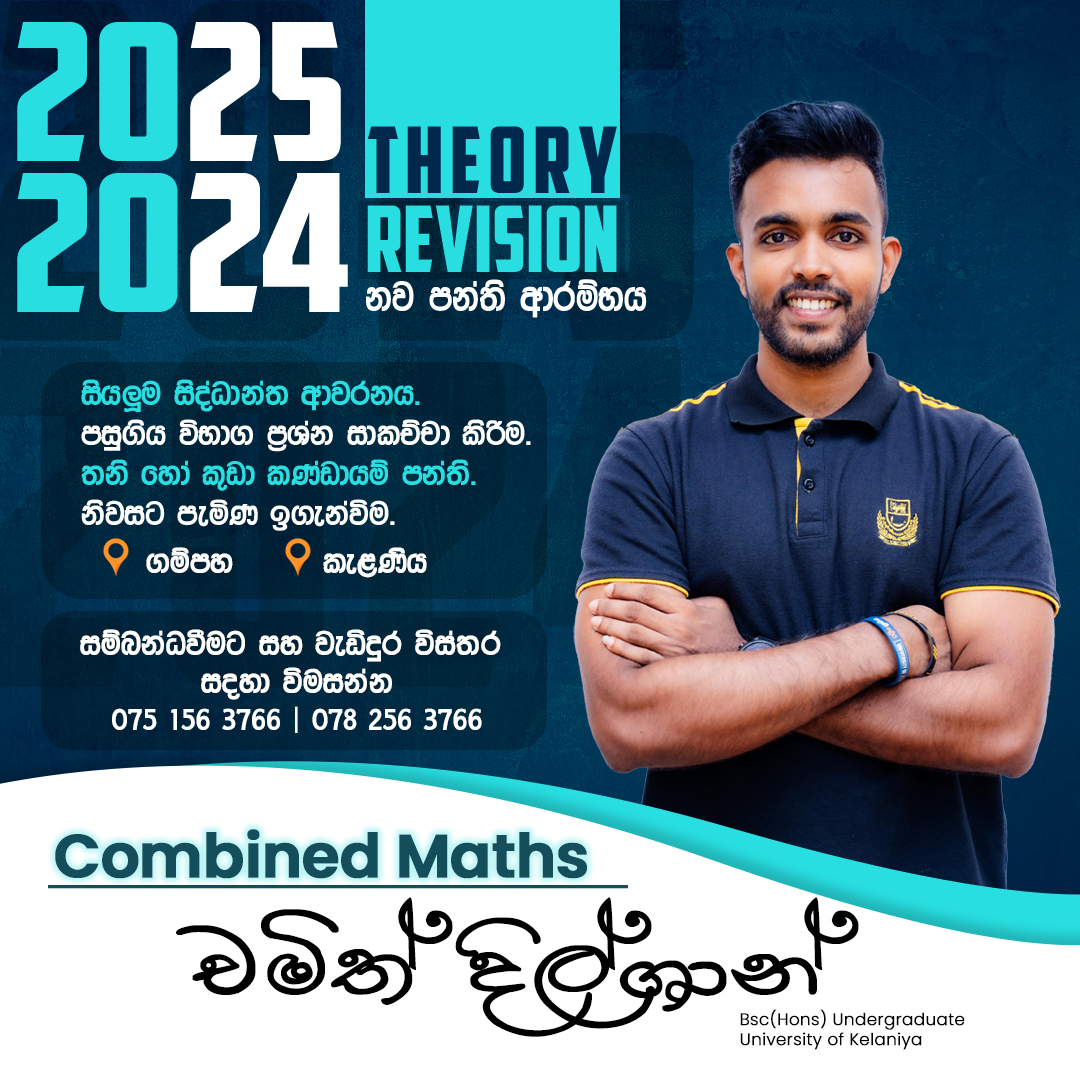 2025
2024
THEORY
REVISION
නව පන්ති ආරම්භය
සියලූම සිද්ධාන්ත ආවරනය.
පසුගිය විභාග ප්‍රශ්න සාකච්චා කිරීම.
තනි හෝ කුඩා කණ්ඩායම් පන්ති.
නිවසට පැමිණ ඉගැන්වීම.
ගම්පහ කැළණිය
සම්බන්ධවීමට සහ වැඩිදුර විස්තර
සදහා විමසන්න
075 156 3766 | 078 256 3766
Combined Maths
චමිත් දිල්ශාන්
Bsc(Hons) Undergraduate
University of Kelaniya